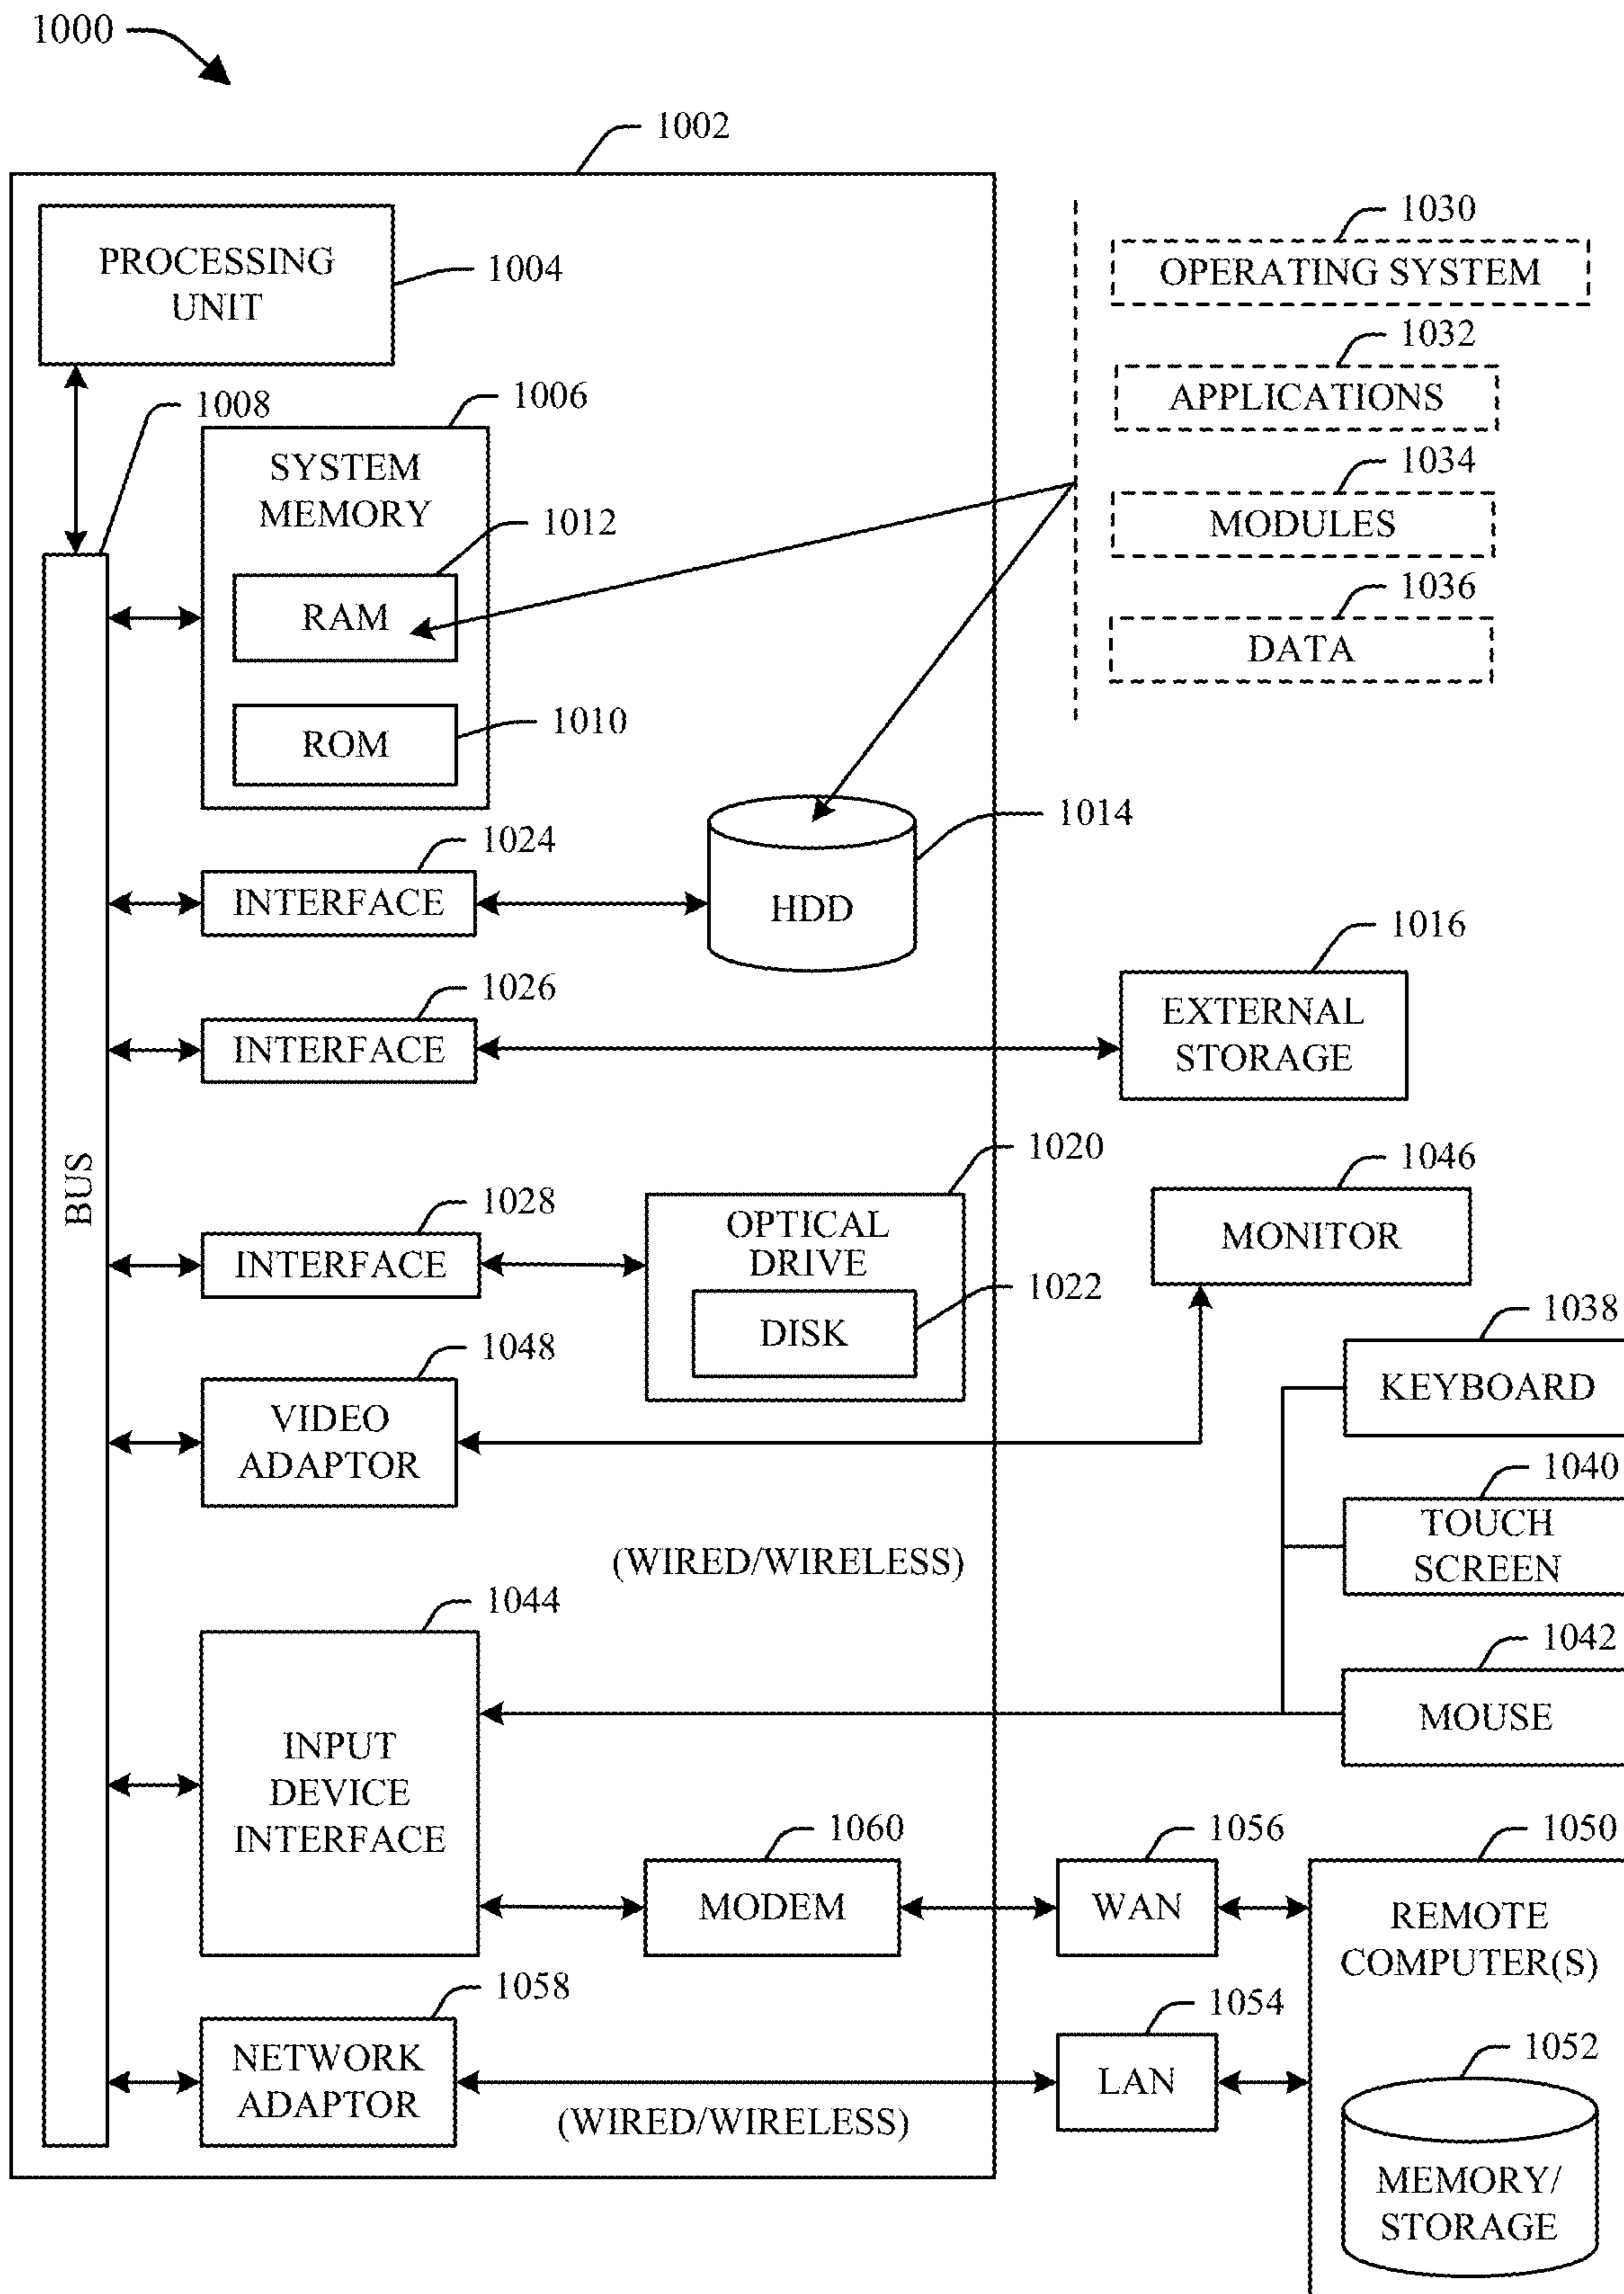 1000
1002
PROCESSING
UNIT
1004
1030
OPERATING SYSTEM
1032
APPLICATIONS
1034
MODULES
1036
DATA
1008
1006
SYSTEM
MEMORY
1012
RAM
1010
ROM
1014
HDD
1024
INTERFACE
1016
EXTERNAL
STORAGE
1026
INTERFACE
BUS
1020
OPTICAL
DRIVE
1022
DISK
1028
INTERFACE
1046
MONITOR
1048
VIDEO
ADAPTOR
1038
KEYBOARD
1040
TOUCH
SCREEN
(WIRED/WIRELESS)
1042
MOUSE
1044
INPUT
DEVICE
INTERFACE
1060
MODEM
1056
WAN
1050
REMOTE
COMPUTER(S)
1058
NETWORK
ADAPTOR
(WIRED/WIRELESS)
1054
LAN
1052
MEMORY/
STORAGE